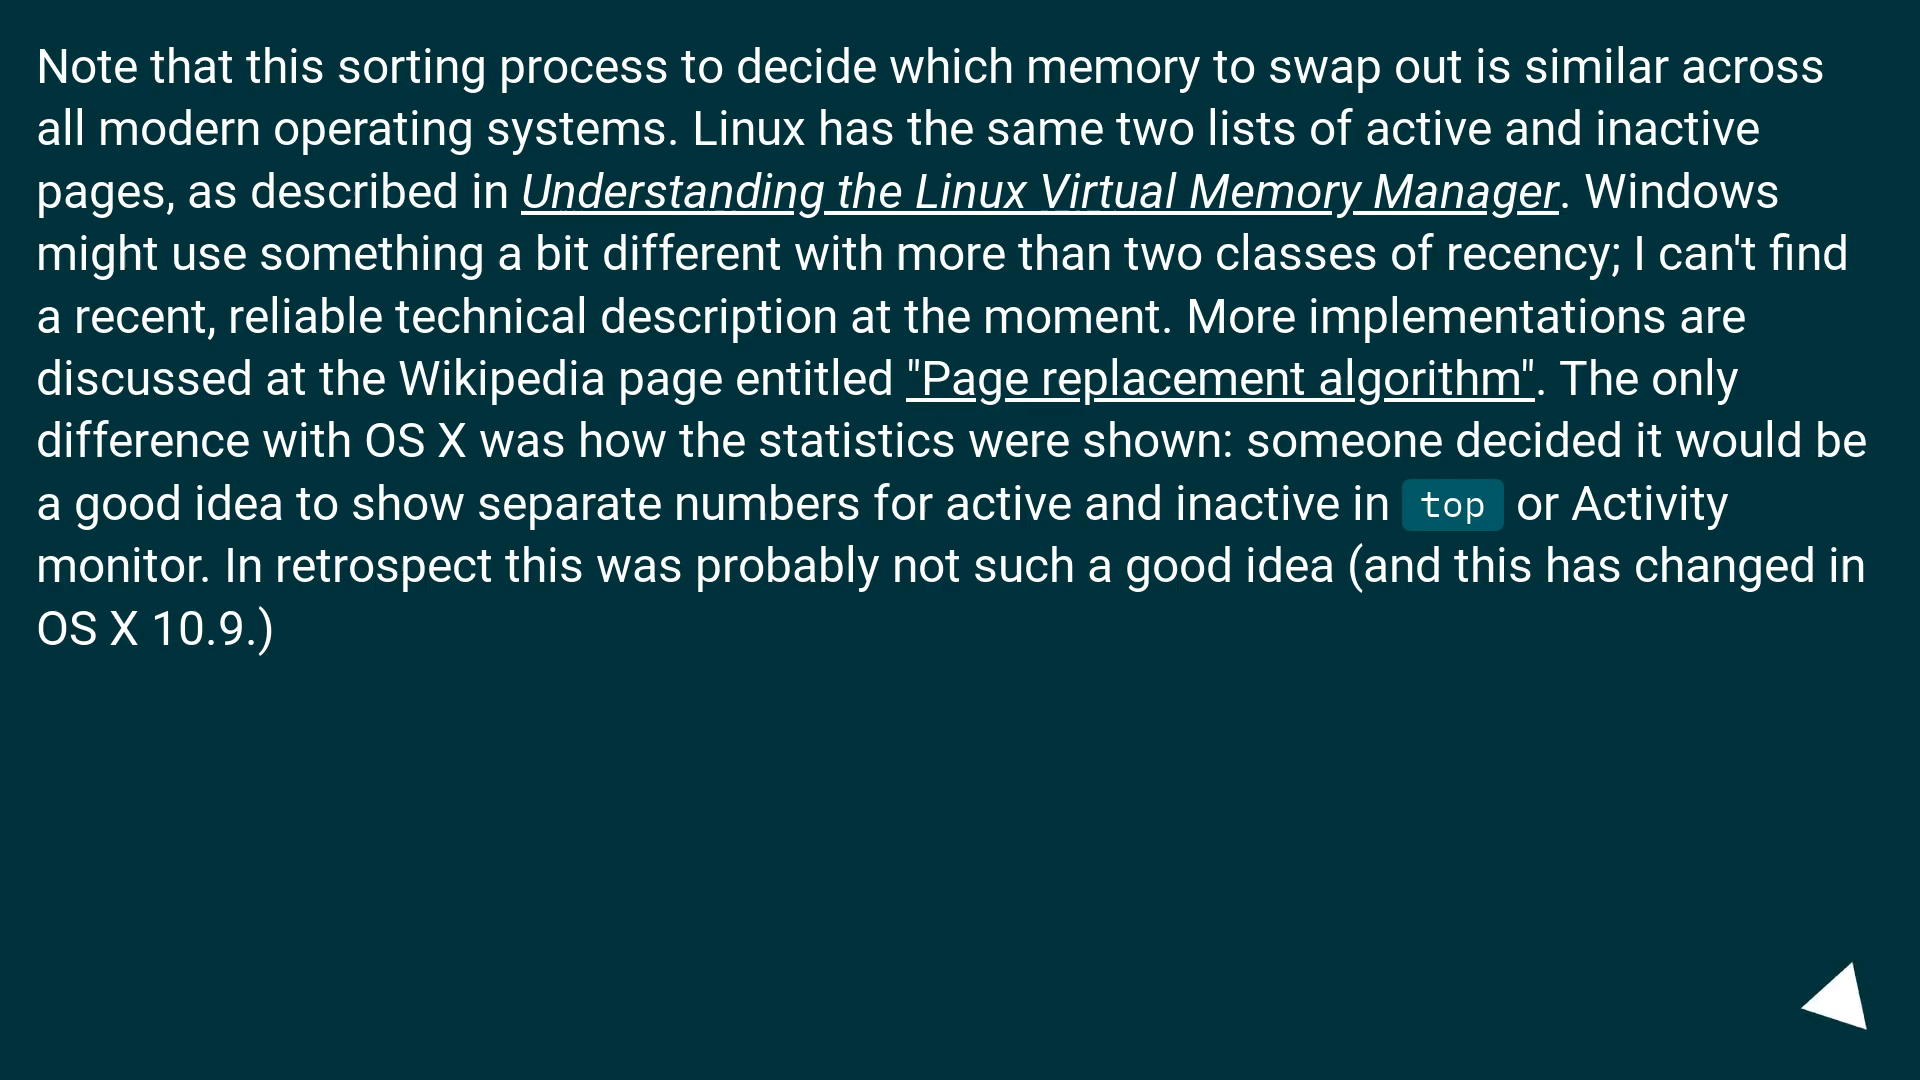 Note that this sorting process to decide which memory to swap out is similar across
all modern operating systems. Linux has the same two lists of active and inactive
pages, as described in Understanding the Linux Virtual Memory Manager. Windows
might use something a bit different with more than two classes of recency; I can't find
a recent, reliable technical description at the moment. More implementations are
discussed at the Wikipedia page entitled "Page replacement algorithm". The only
difference with OS X was how the statistics were shown: someone decided it would be
a good idea to show separate numbers for active and inactive in top or Activity
monitor. In retrospect this was probably not such a good idea (and this has changed in
OS X 10.9.)